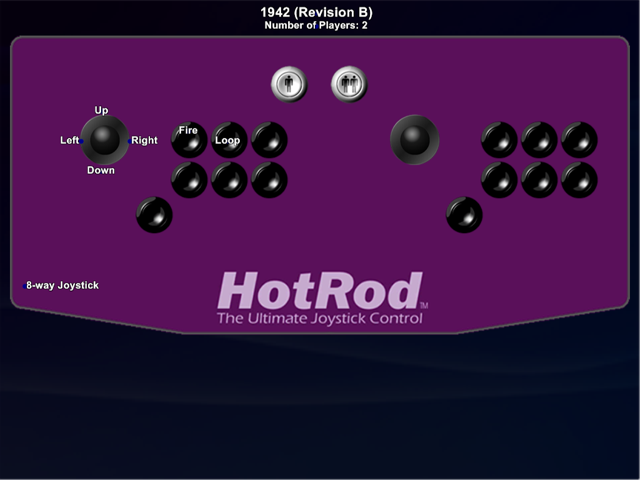 1942 (Revision B)
Number of Players: 2
Up
Left
Right
Down
Fire
Loop
8-way Joystick
HotRod™
The Ultimate Joystick Control